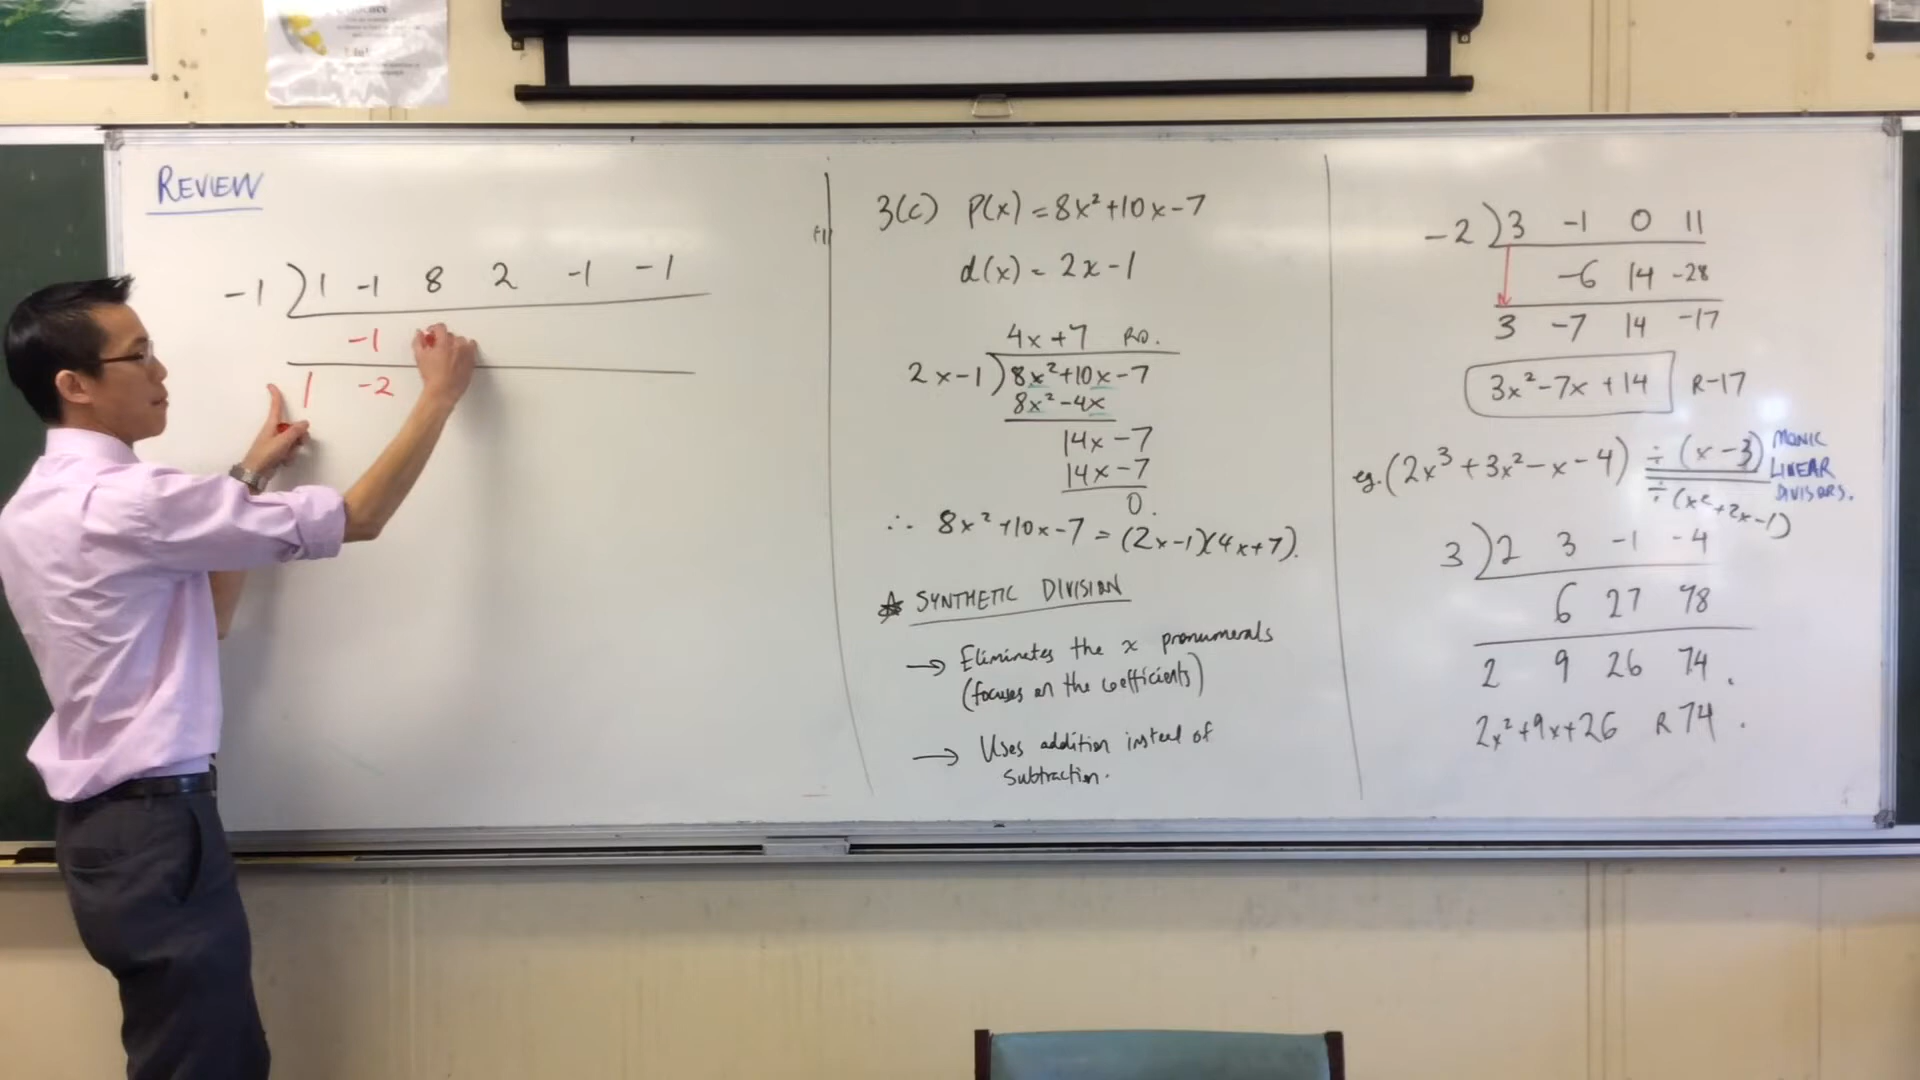 REVIEW
-1 ) 1 -1 8 2 -1 -1
-1
1 -2
3(c) P(x) = 8x²+10x-7
d(x) = 2x-1
4x+7 R0.
2x-1 ) 8x²+10x-7
8x²-4x
14x-7
14x-7
0.
∴ 8x²+10x-7 = (2x-1)(4x+7).
☆ SYNTHETIC DIVISION
→ Eliminates the x pronumerals
(focuses on the coefficients)
→ Uses addition instead of
subtraction.
-2 ) 3 -1 0 11
-6 14 -28
3 -7 14 -17
3x²-7x+14 R-17
eg. (2x³+3x²-x-4) ÷ (x-3) MONIC
LINEAR
DIVISORS.
÷ (x²+2x-1)
3 ) 2 3 -1 -4
6 27 78
2 9 26 74.
2x²+9x+26 R 74.